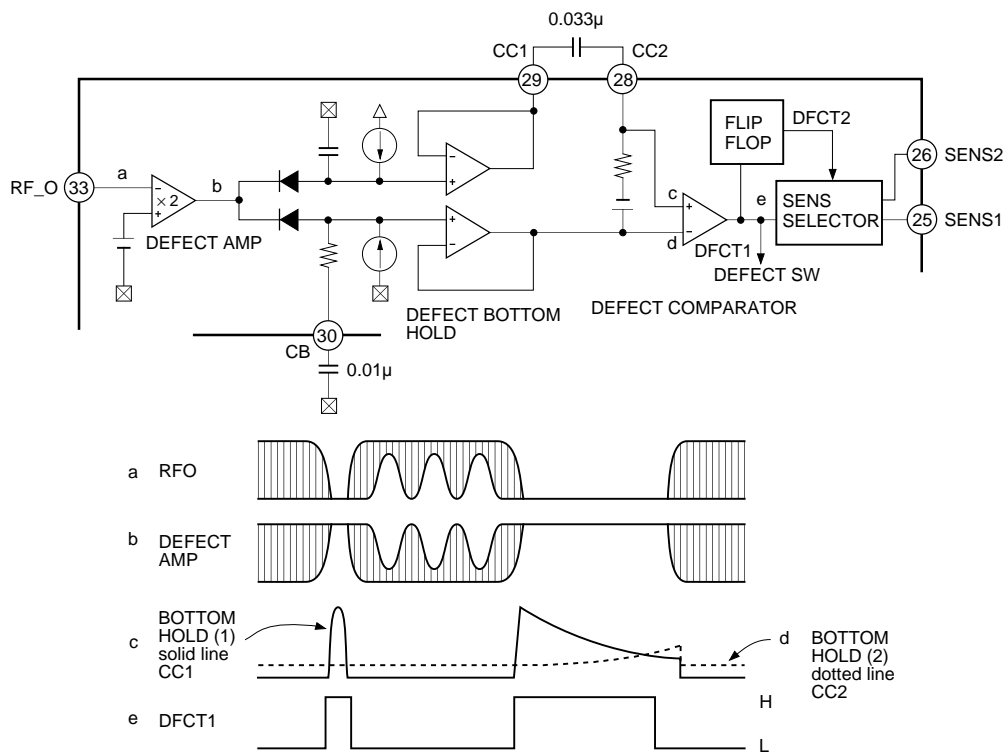 0.033μ
CC1
CC2
29
28
FLIP
FLOP
DFCT2
26
SENS2
33
RF_O
a
b
−
× 2
+
−
+
c
+
e
SENS
SELECTOR
25
SENS1
DEFECT AMP
+
−
d
−
DFCT1
DEFECT SW
DEFECT BOTTOM
HOLD
DEFECT COMPARATOR
30
CB
0.01μ
a RFO
b DEFECT
AMP
c BOTTOM
HOLD (1)
solid line
CC1
d BOTTOM
HOLD (2)
dotted line
CC2
e DFCT1
H
L